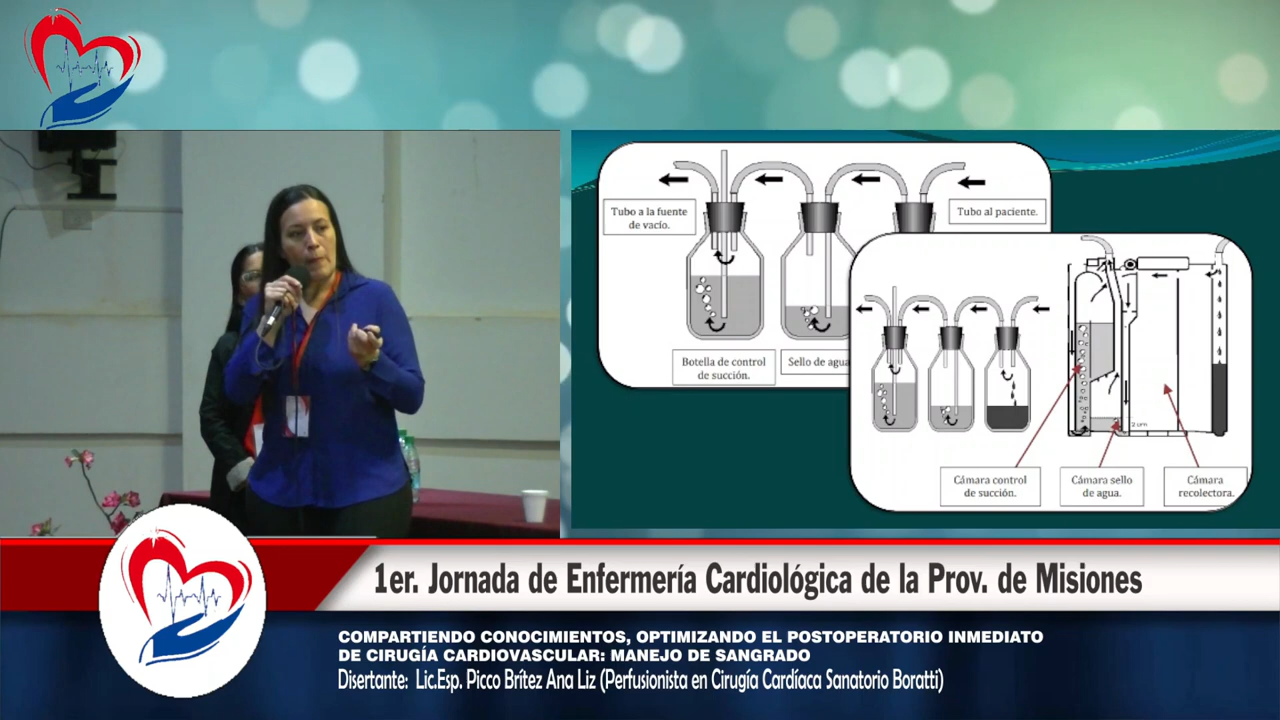 Tubo a la fuente
de vacío.
Tubo al paciente.
Botella de control
de succión.
Sello de agua
2 cm
Cámara control
de succión.
Cámara sello
de agua.
Cámara
recolectora.
1er. Jornada de Enfermería Cardiológica de la Prov. de Misiones
COMPARTIENDO CONOCIMIENTOS, OPTIMIZANDO EL POSTOPERATORIO INMEDIATO
DE CIRUGÍA CARDIOVASCULAR: MANEJO DE SANGRADO
Disertante: Lic.Esp. Picco Brítez Ana Liz (Perfusionista en Cirugía Cardíaca Sanatorio Boratti)